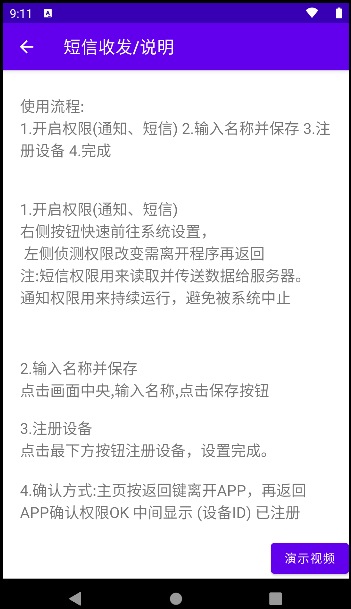 9:11
短信收发/说明
使用流程:
1.开启权限(通知、短信) 2.输入名称并保存 3.注
册设备 4.完成
1.开启权限(通知、短信)
右侧按钮快速前往系统设置，
左侧侦测权限改变需离开程序再返回
注:短信权限用来读取并传送数据给服务器。
通知权限用来持续运行，避免被系统中止
2.输入名称并保存
点击画面中央,输入名称,点击保存按钮
3.注册设备
点击最下方按钮注册设备，设置完成。
4.确认方式:主页按返回键离开APP，再返回
APP确认权限OK 中间显示 (设备ID) 已注册
演示视频